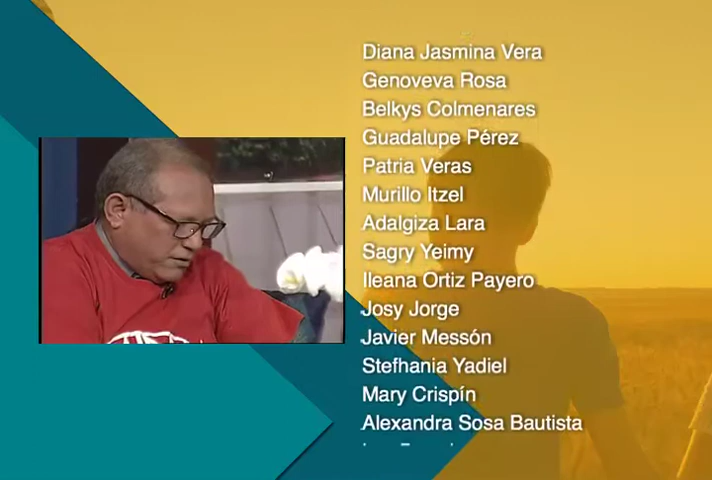 Diana Jasmina Vera
Genoveva Rosa
Belkys Colmenares
Guadalupe Pérez
Patria Veras
Murillo Itzel
Adalgiza Lara
Sagry Yeimy
Ileana Ortiz Payero
Josy Jorge
Javier Messón
Stefhania Yadiel
Mary Crispín
Alexandra Sosa Bautista